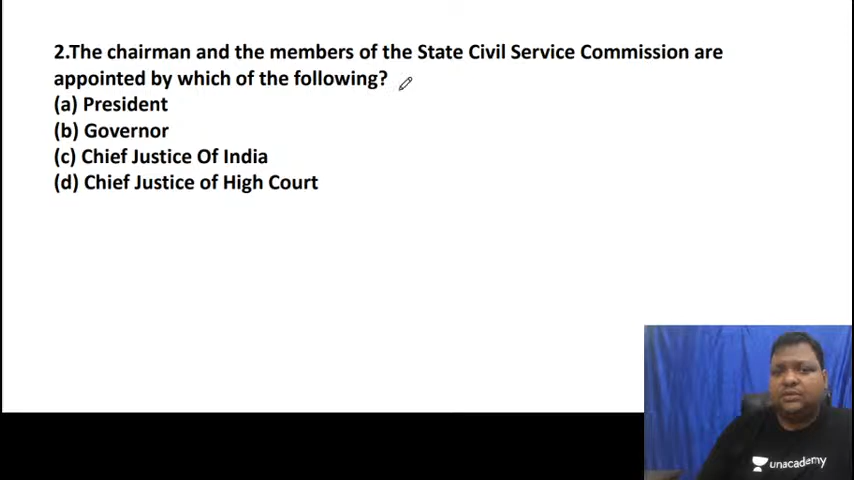 2.The chairman and the members of the State Civil Service Commission are
appointed by which of the following?
(a) President
(b) Governor
(c) Chief Justice Of India
(d) Chief Justice of High Court
unacademy